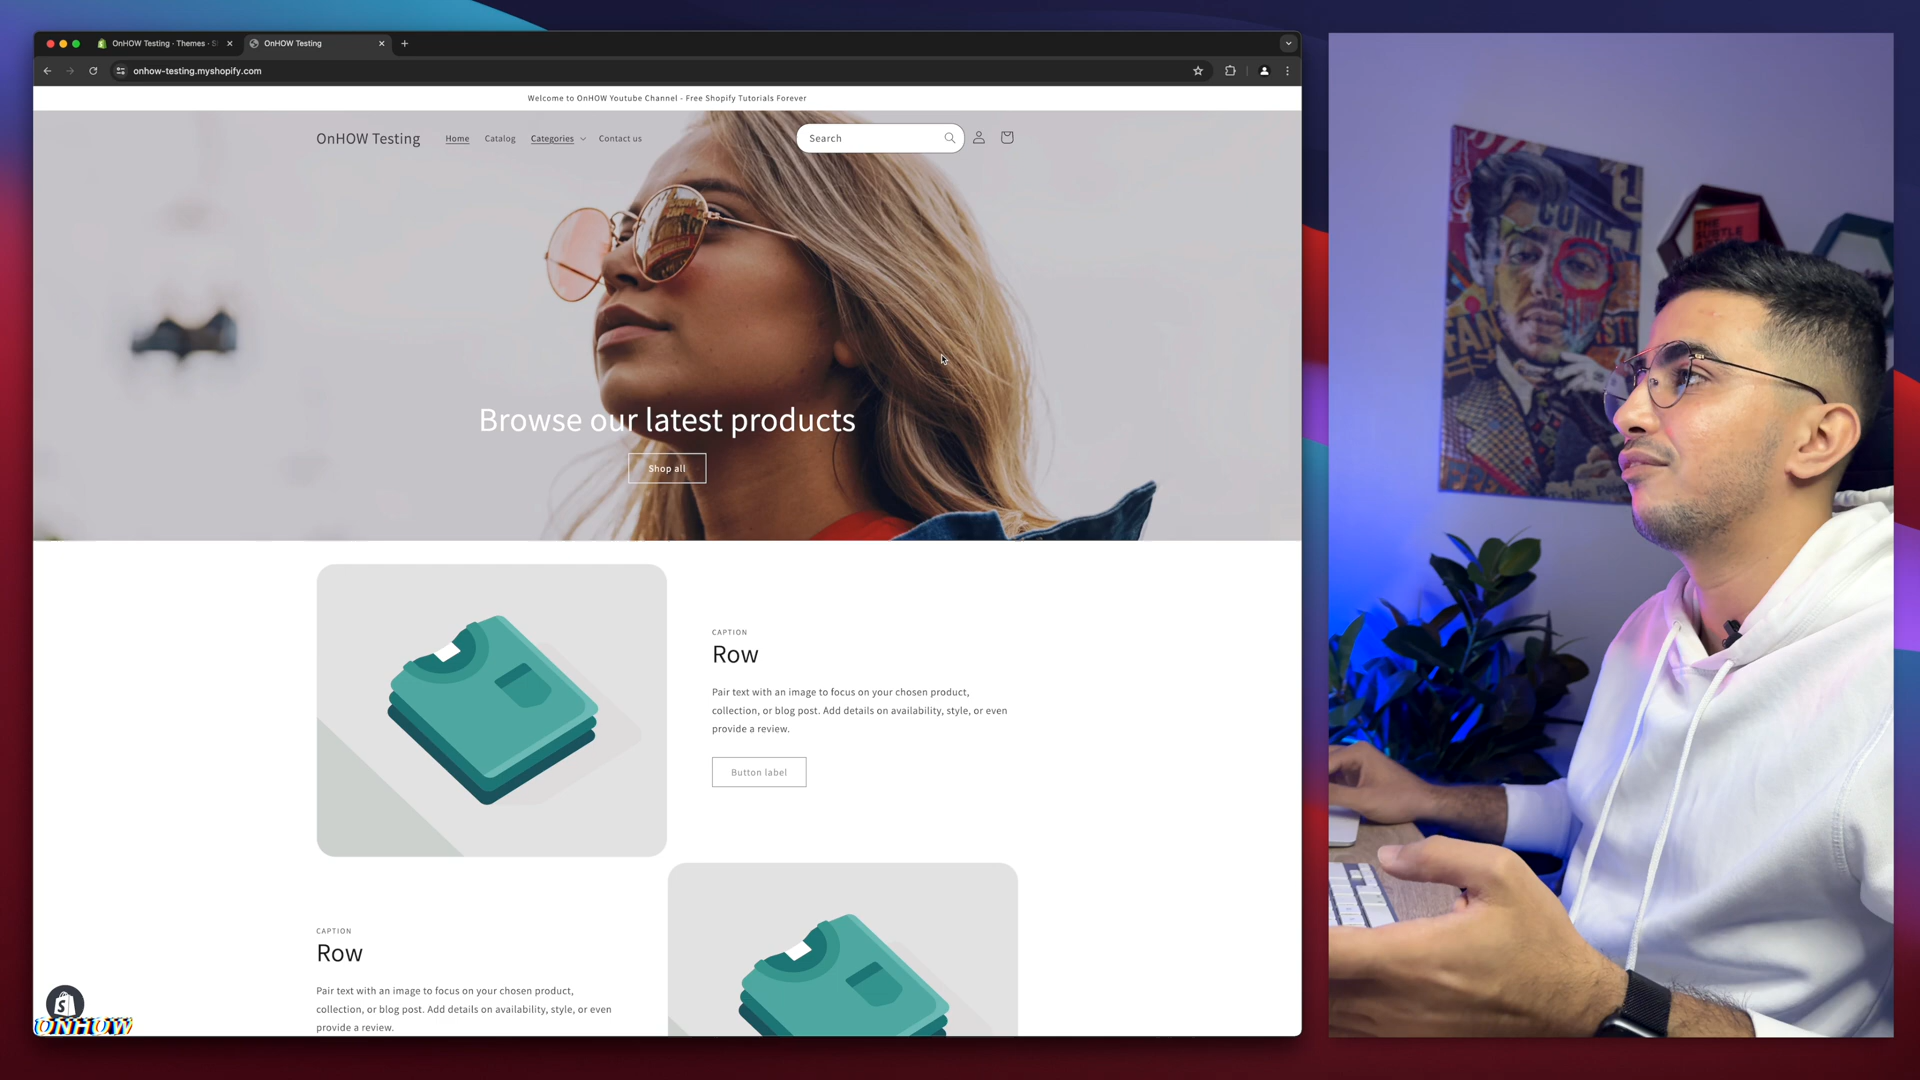 OnHOW Testing · Themes · S
OnHOW Testing
onhow-testing.myshopify.com
Welcome to OnHOW Youtube Channel - Free Shopify Tutorials Forever
OnHOW Testing
Home
Catalog
Categories
Contact us
Search
Browse our latest products
Shop all
CAPTION
Row
Pair text with an image to focus on your chosen product,
collection, or blog post. Add details on availability, style, or even
provide a review.
Button label
CAPTION
Row
Pair text with an image to focus on your chosen product,
collection, or blog post. Add details on availability, style, or even
provide a review.
ONHOW
THE
SUBTLE